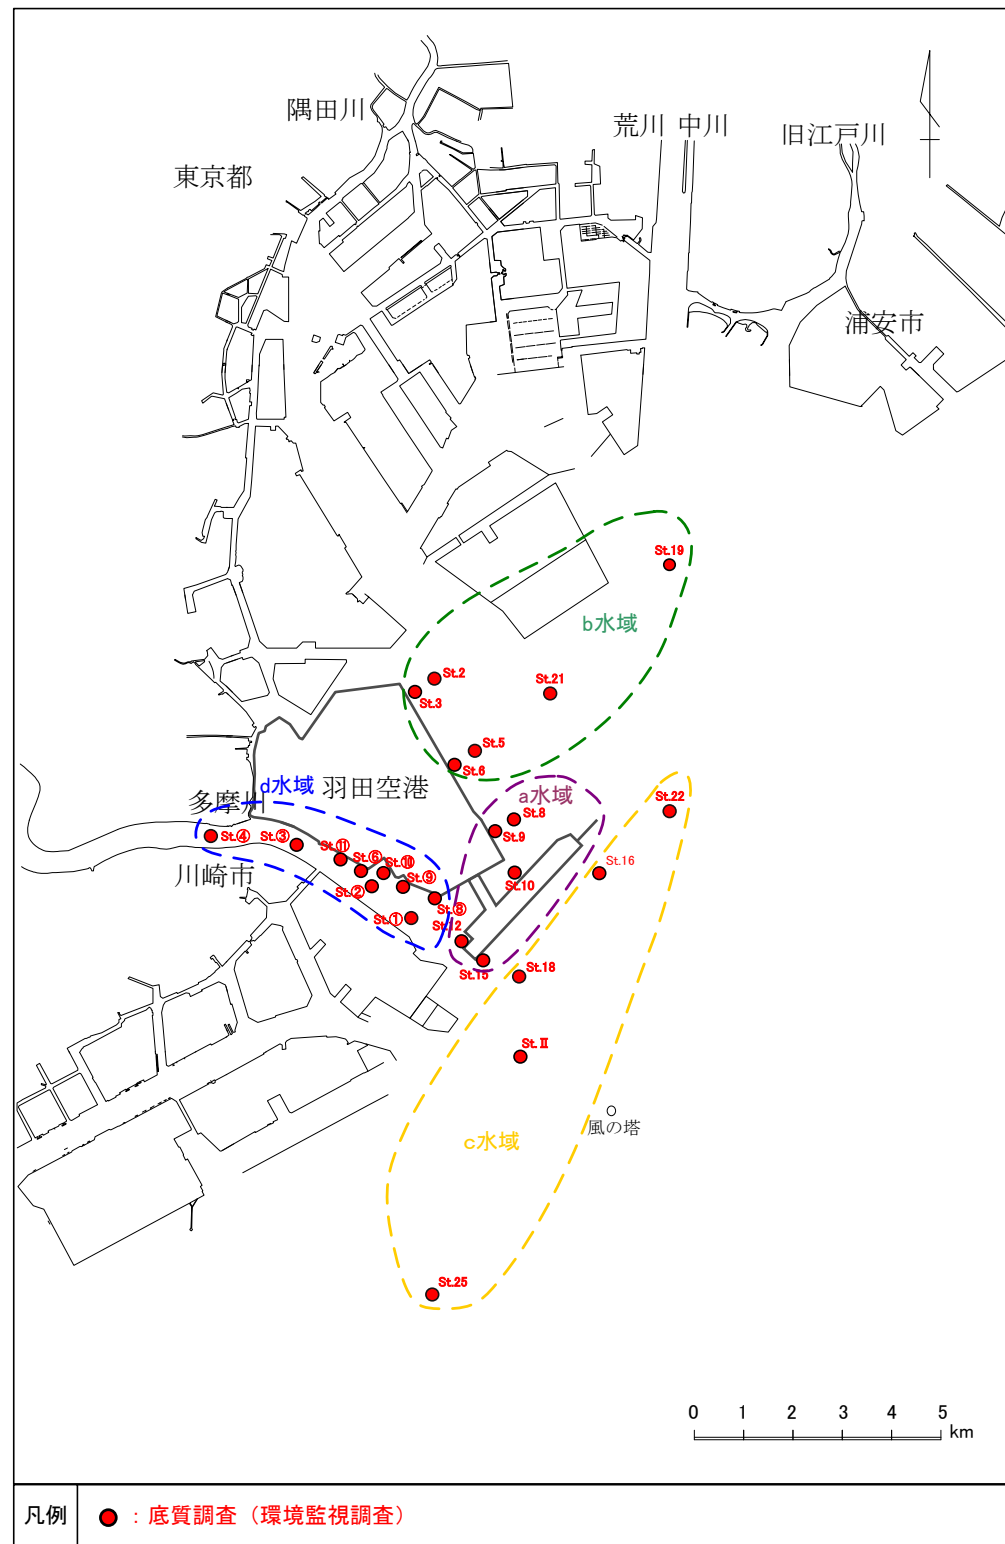 隅田川
荒川 中川
旧江戸川
東京都
浦安市
St.19
b水域
St.2
St.21
St.3
St.5
St.6
d水域
羽田空港
a水域
多摩川
St.8
St.22
St.④
St.③
St.9
St.⑪
St.⑥
St.⑩
St.16
川崎市
St.②
St.⑨
St.10
St.⑧
St.①
St.12
St.15
St.18
St.Ⅱ
風の塔
c水域
St.25
0 1 2 3 4 5
km
凡例
：底質調査（環境監視調査）